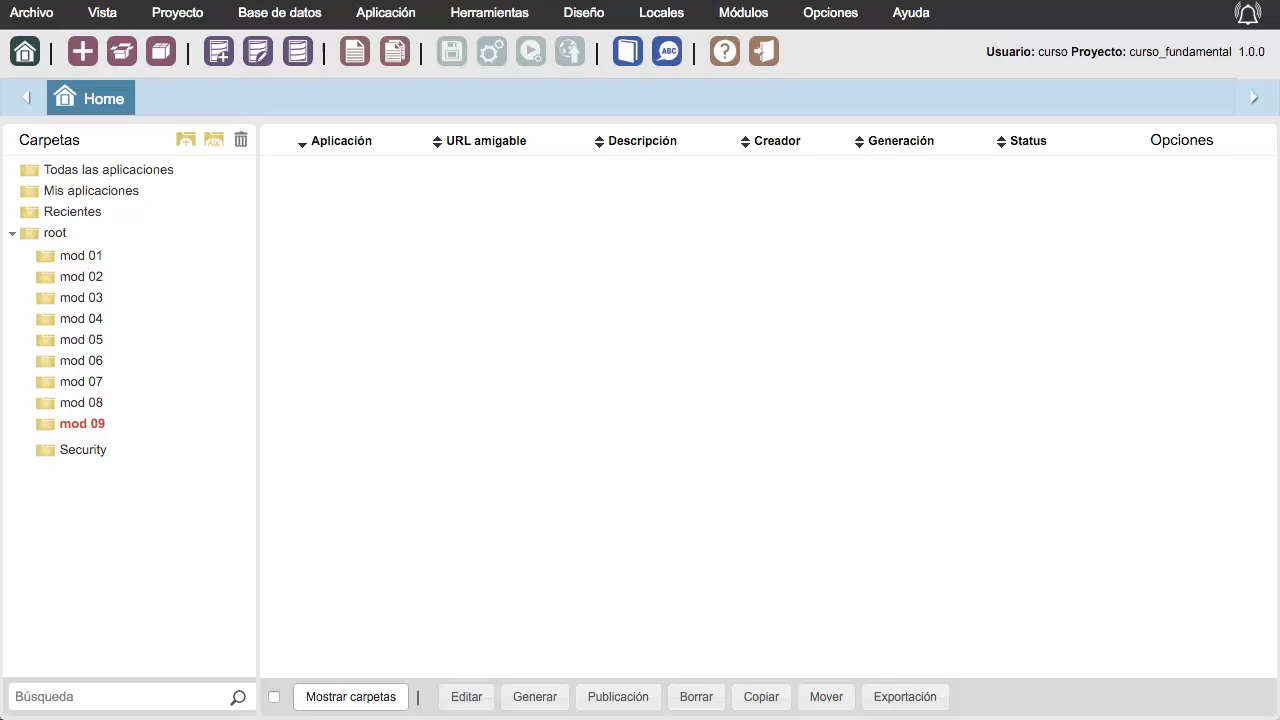 Archivo Vista Proyecto Base de datos Aplicación Herramientas Diseño Locales Módulos Opciones Ayuda
ABC Usuario: curso Proyecto: curso_fundamental 1.0.0
Home
Carpetas Abc Aplicación URL amigable Descripción Creador Generación Status Opciones
Todas las aplicaciones
Mis aplicaciones
Recientes
root
mod 01
mod 02
mod 03
mod 04
mod 05
mod 06
mod 07
mod 08
mod 09
Security
Búsqueda Mostrar carpetas Editar Generar Publicación Borrar Copiar Mover Exportación